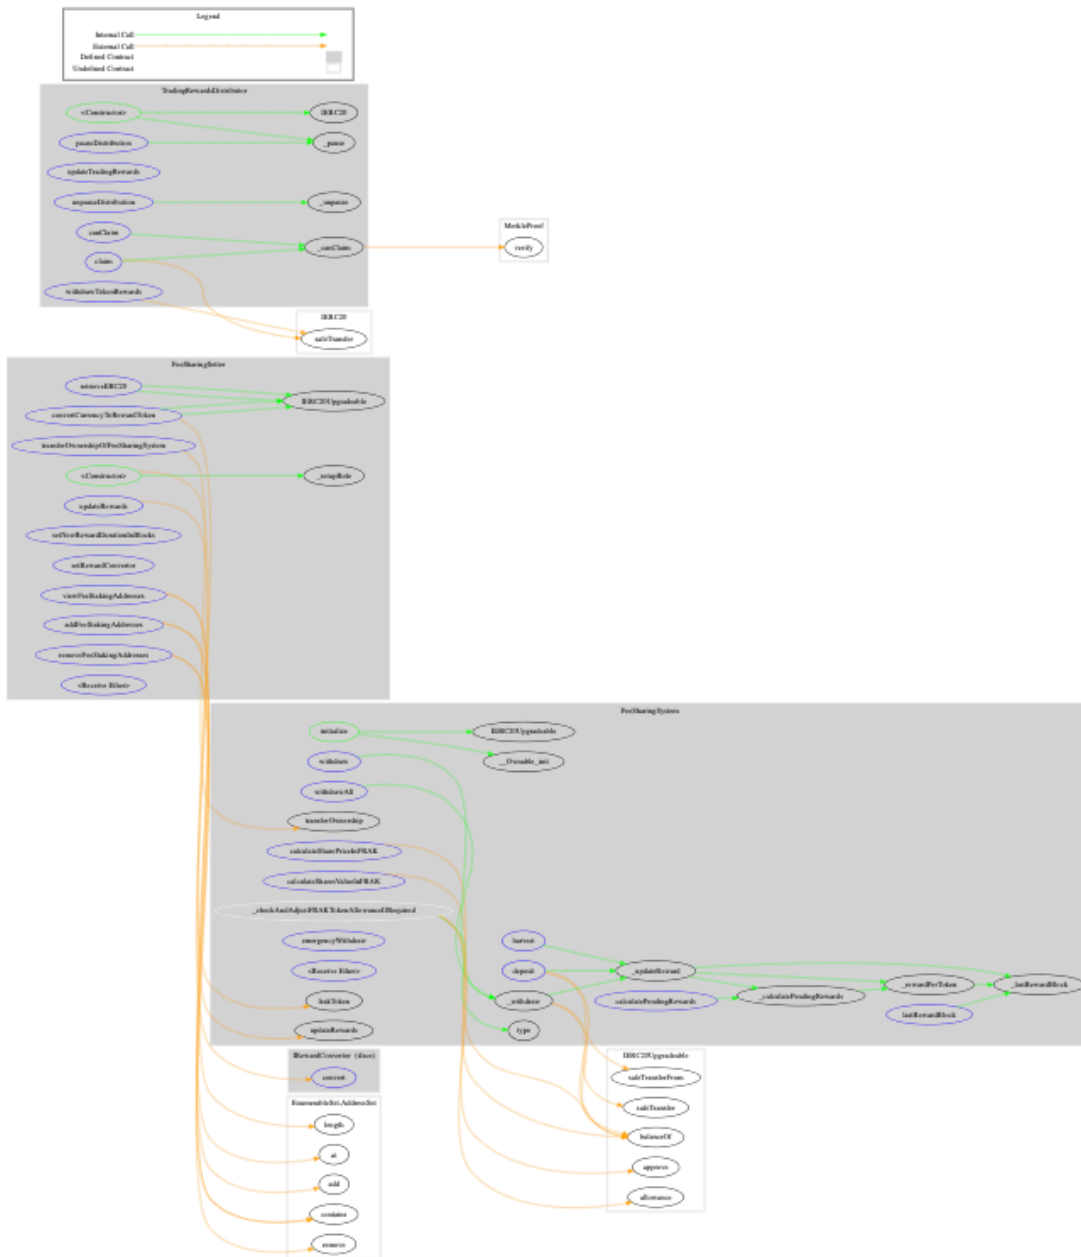 Legend
Internal Call
External Call
Defined Contract
Undefined Contract
TradingRewardsDistributor
<Constructor>
IERC20
pauseDistribution
_pause
updateTradingRewards
unpauseDistribution
_unpause
canClaim
_canClaim
claim
withdrawTokenRewards
MerkleProof
verify
IERC20
safeTransfer
FeeSharingSetter
retrieveERC20
IERC20Upgradeable
convertCurrencyToRewardToken
transferOwnershipOfFeeSharingSystem
<Constructor>
_setupRole
updateRewards
setNewRewardDurationInBlocks
setRewardConvertor
viewFeeStakingAddresses
addFeeStakingAddresses
removeFeeStakingAddresses
<Receive Ether>
FeeSharingSystem
initialize
IERC20Upgradeable
withdraw
__Ownable_init
withdrawAll
transferOwnership
calculateSharePriceInFRAK
calculateSharesValueInFRAK
_checkAndAdjustFRAKTokenAllowanceIfRequired
emergencyWithdraw
harvest
<Receive Ether>
deposit
_updateReward
_withdraw
calculatePendingRewards
_calculatePendingRewards
_rewardPerToken
_lastRewardBlock
lastRewardBlock
updateRewards
type
IRewardConvertor (iface)
convert
EnumerableSet.AddressSet
length
at
add
contains
remove
IERC20Upgradeable
safeTransferFrom
safeTransfer
balanceOf
approve
allowance